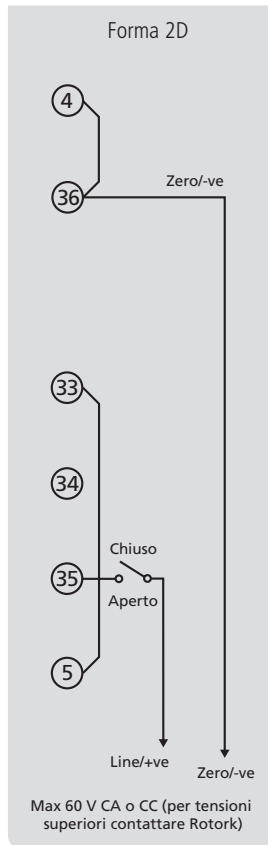 Forma 2D
4
36
Zero/-ve
33
34
Chiuso
35
Aperto
5
Line/+ve
Zero/-ve
Max 60 V CA o CC (per tensioni
superiori contattare Rotork)